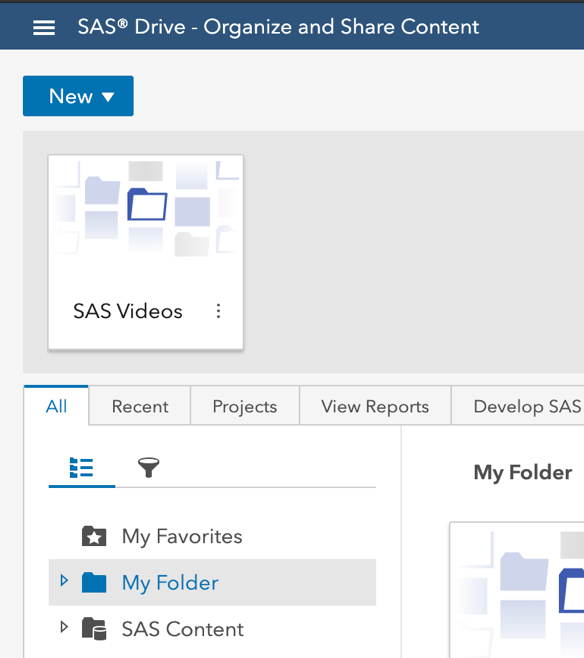 SAS® Drive - Organize and Share Content
New
SAS Videos
All
Recent
Projects
View Reports
Develop SAS
My Folder
My Favorites
My Folder
SAS Content